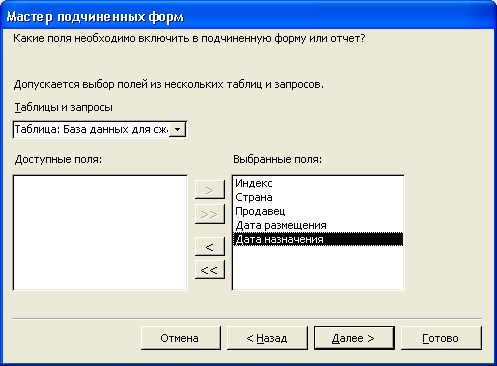 Мастер подчиненных форм
Какие поля необходимо включить в подчиненную форму или отчет?
Допускается выбор полей из нескольких таблиц и запросов.
Таблицы и запросы
Таблица: База данных для сжа
Доступные поля:
Выбранные поля:
Индекс
Страна
Продавец
Дата размещения
Дата назначения
>
>>
<
<<
Отмена
< Назад
Далее >
Готово